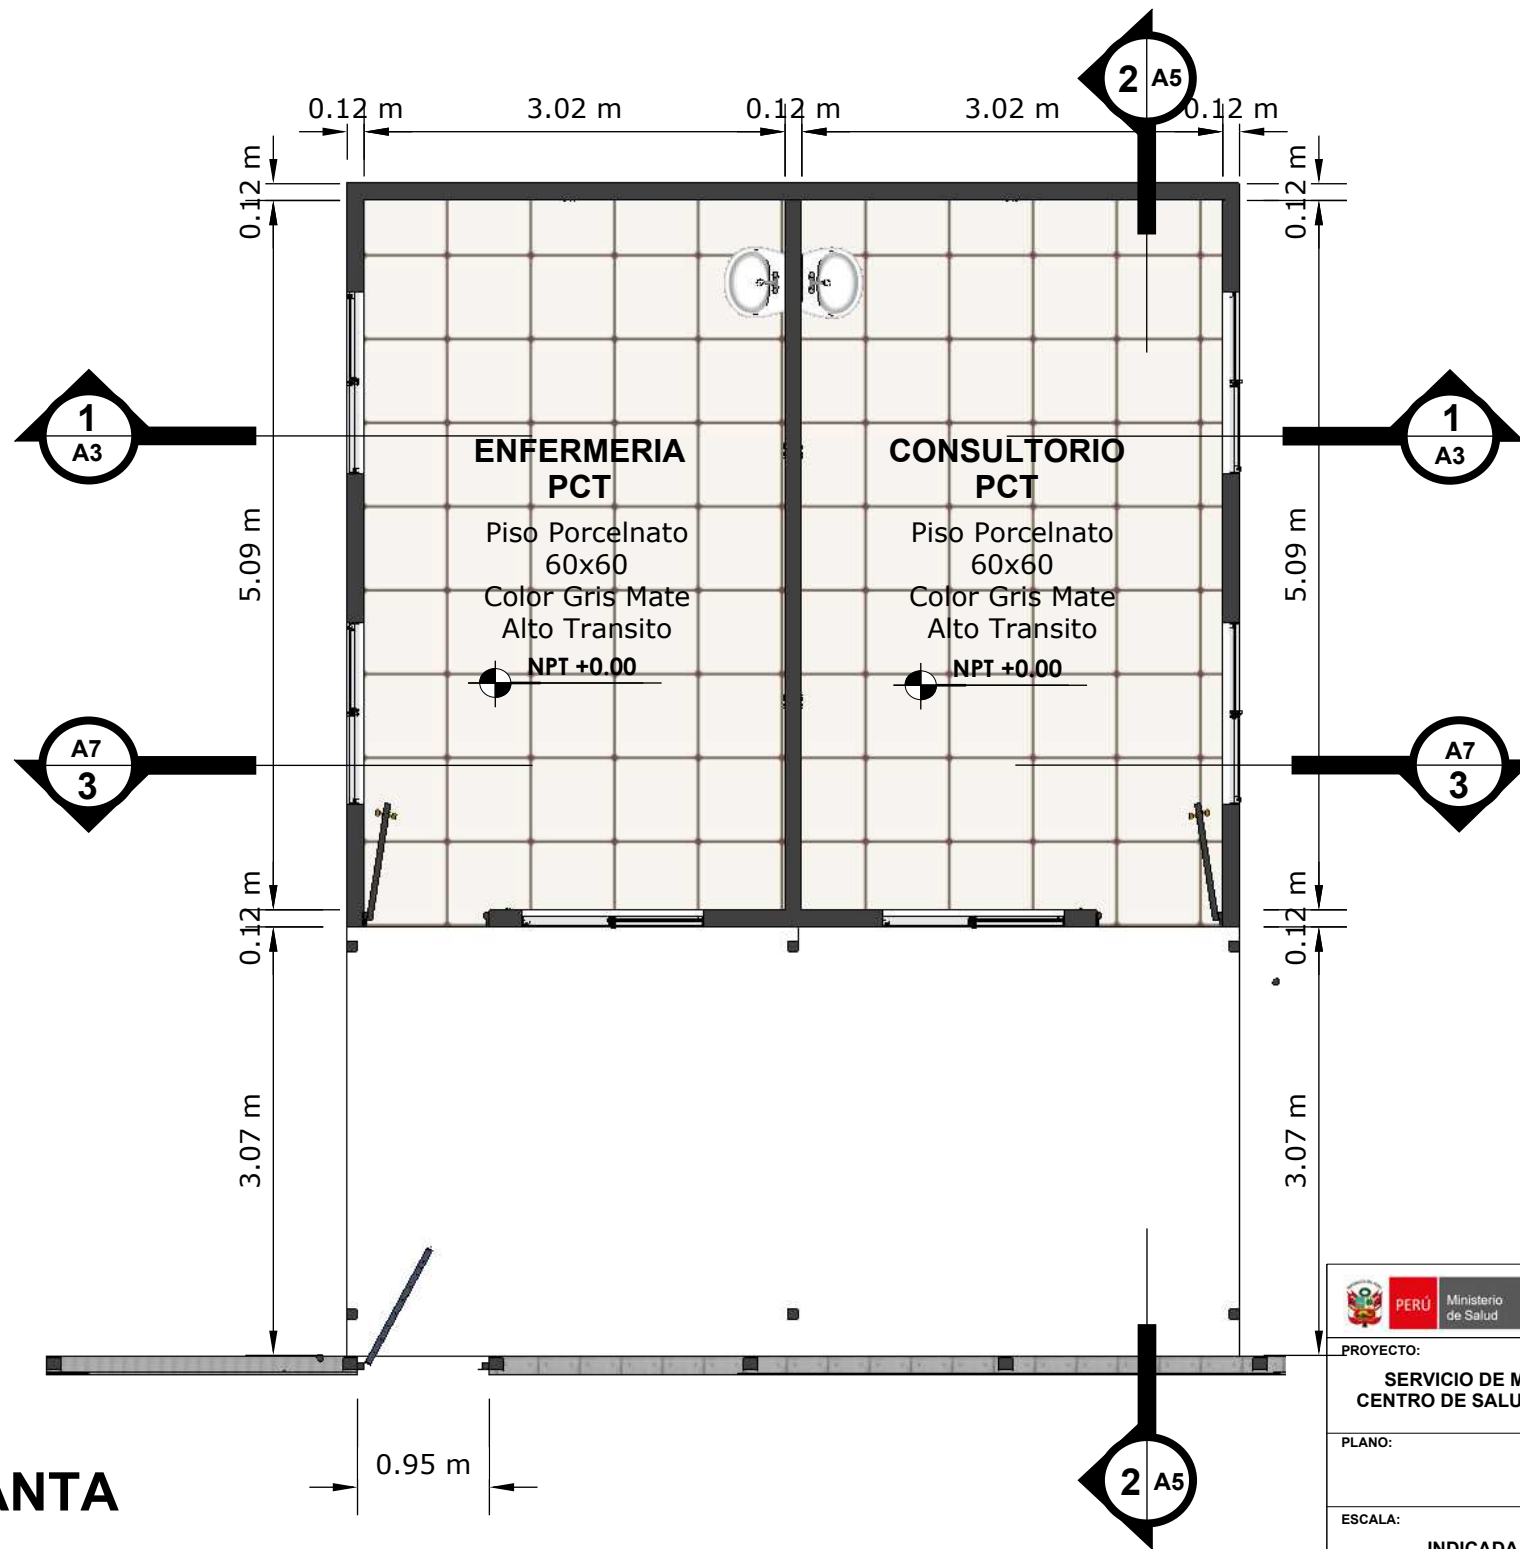 2 A5
0.12 m 3.02 m 0.12 m 3.02 m 0.12 m
0.12 m
0.12 m
1
A3
1
A3
ENFERMERIA
PCT
Piso Porcelnato
60x60
Color Gris Mate
Alto Transito
NPT +0.00
CONSULTORIO
PCT
Piso Porcelnato
60x60
Color Gris Mate
Alto Transito
NPT +0.00
5.09 m
5.09 m
A7
3
A7
3
0.12 m
0.12 m
3.07 m
3.07 m
PERÚ
Ministerio
de Salud
PROYECTO:
SERVICIO DE M
CENTRO DE SALU
PLANO:
ESCALA:
INDICADA
0.95 m
2 A5
ANTA